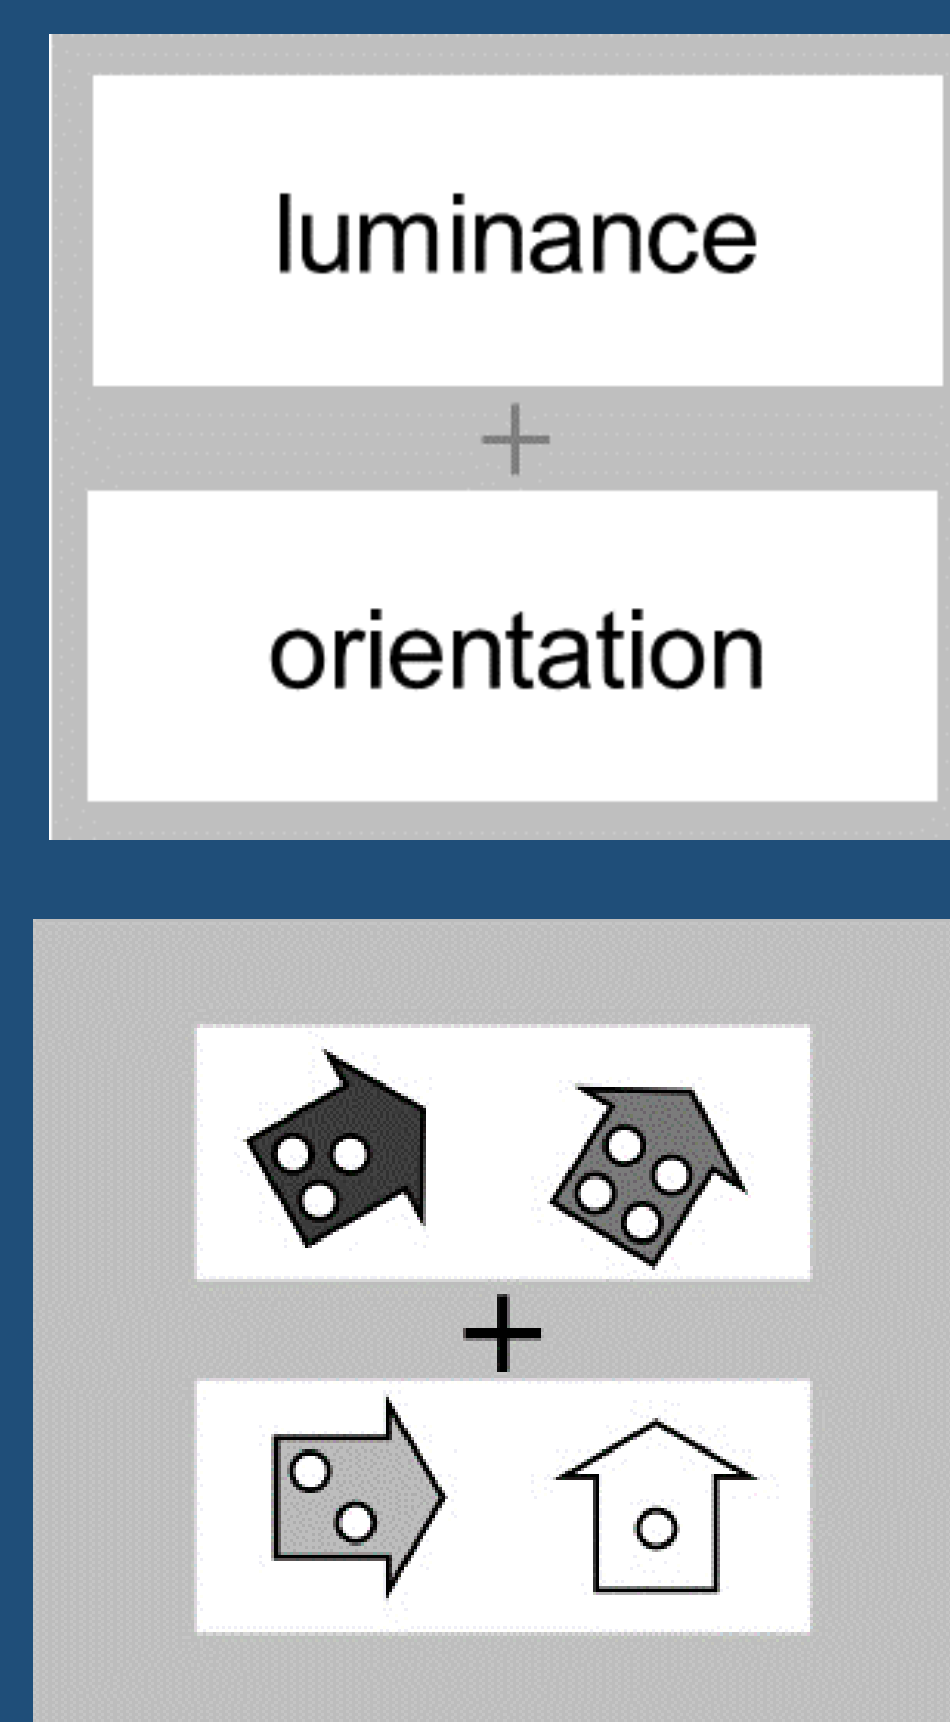 luminance
+
orientation
+